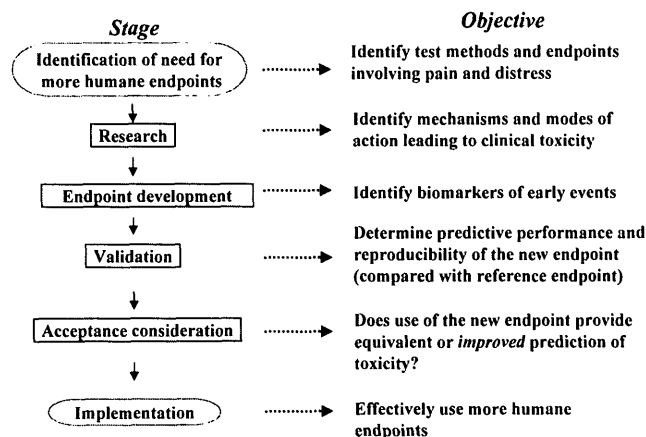 Stage
Objective
Identification of need for
more humane endpoints
Identify test methods and endpoints
involving pain and distress
Research
Identify mechanisms and modes of
action leading to clinical toxicity
Endpoint development
Identify biomarkers of early events
Validation
Determine predictive performance and
reproducibility of the new endpoint
(compared with reference endpoint)
Acceptance consideration
Does use of the new endpoint provide
equivalent or improved prediction of
toxicity?
Implementation
Effectively use more humane
endpoints